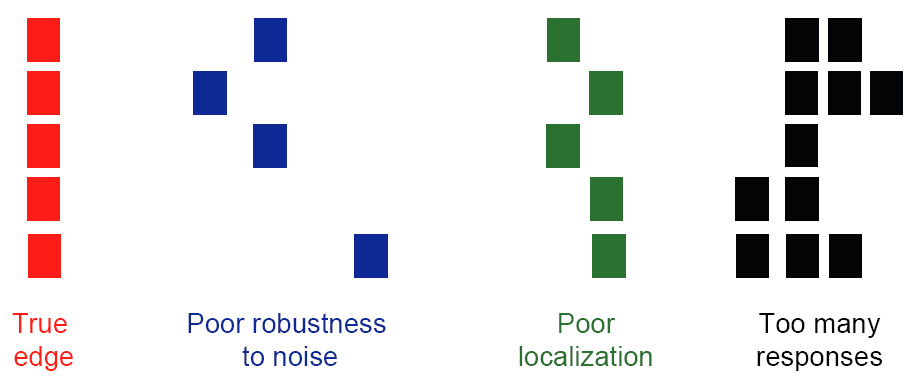 True
edge
Poor robustness
to noise
Poor
localization
Too many
responses